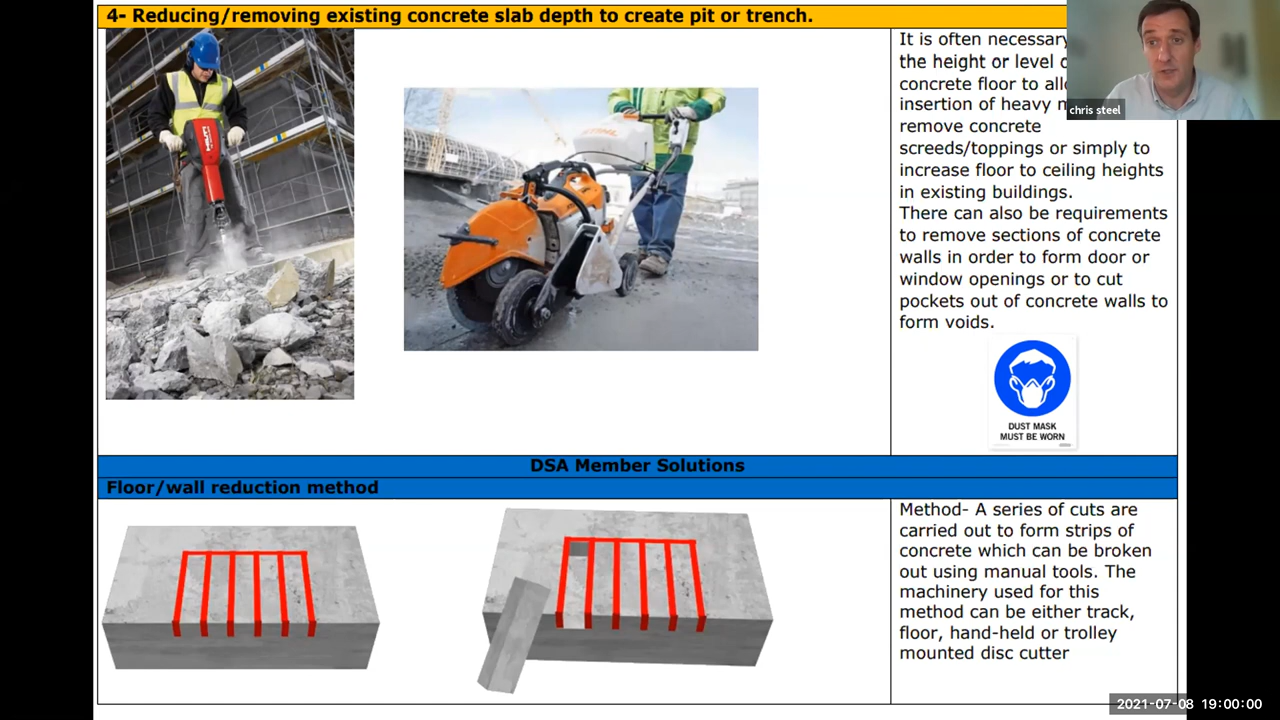 4- Reducing/removing existing concrete slab depth to create pit or trench.
It is often necessary
the height or level
concrete floor to
insertion of heavy
remove concrete
screeds/toppings or simply to
increase floor to ceiling heights
in existing buildings.
There can also be requirements
to remove sections of concrete
walls in order to form door or
window openings or to cut
pockets out of concrete walls to
form voids.
chris steel
HILTI
STIHL
DUST MASK
MUST BE WORN
DSA Member Solutions
Floor/wall reduction method
Method- A series of cuts are
carried out to form strips of
concrete which can be broken
out using manual tools. The
machinery used for this
method can be either track,
floor, hand-held or trolley
mounted disc cutter
2021-07-08 19:00:00